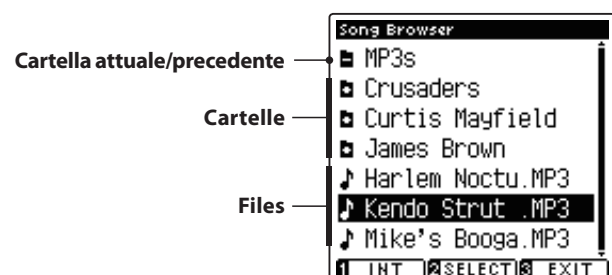 Song Browser
Cartella attuale/precedente
MP3s
Crusaders
Cartelle
Curtis Mayfield
James Brown
Harlem Noctu.MP3
Files
Kendo Strut .MP3
Mike's Booga.MP3
1 INT 2 SELECT 3 EXIT